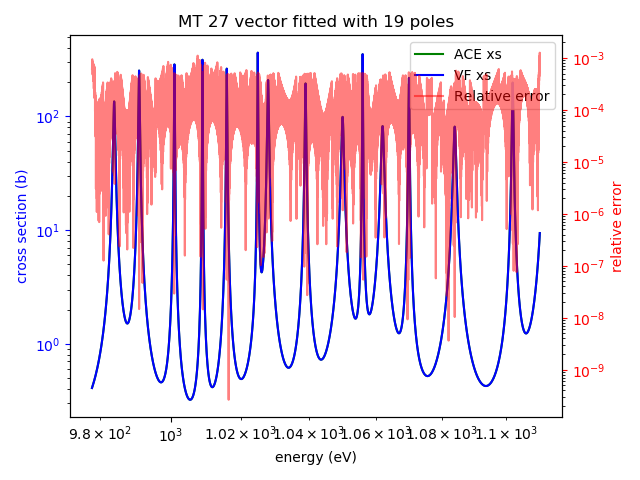 MT 27 vector fitted with 19 poles
ACE xs
VF xs
Relative error
10² 10¹ 10⁰
cross section (b)
10⁻³ 10⁻⁴ 10⁻⁵ 10⁻⁶ 10⁻⁷ 10⁻⁸ 10⁻⁹
relative error
9.8 × 10² 10³ 1.02 × 10³ 1.04 × 10³ 1.06 × 10³ 1.08 × 10³ 1.1 × 10³
energy (eV)